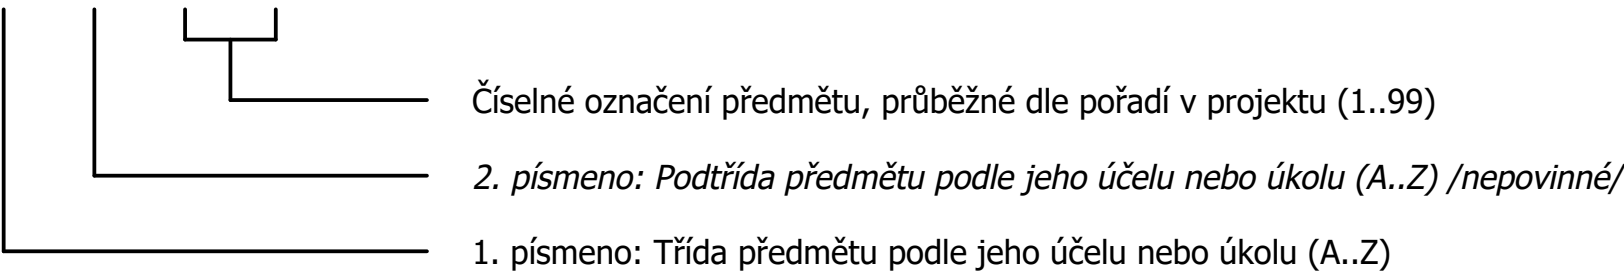 Číselné označení předmětu, průběžné dle pořadí v projektu (1..99)
2. písmeno: Podtřída předmětu podle jeho účelu nebo úkolu (A..Z) /nepovinné/
1. písmeno: Třída předmětu podle jeho účelu nebo úkolu (A..Z)